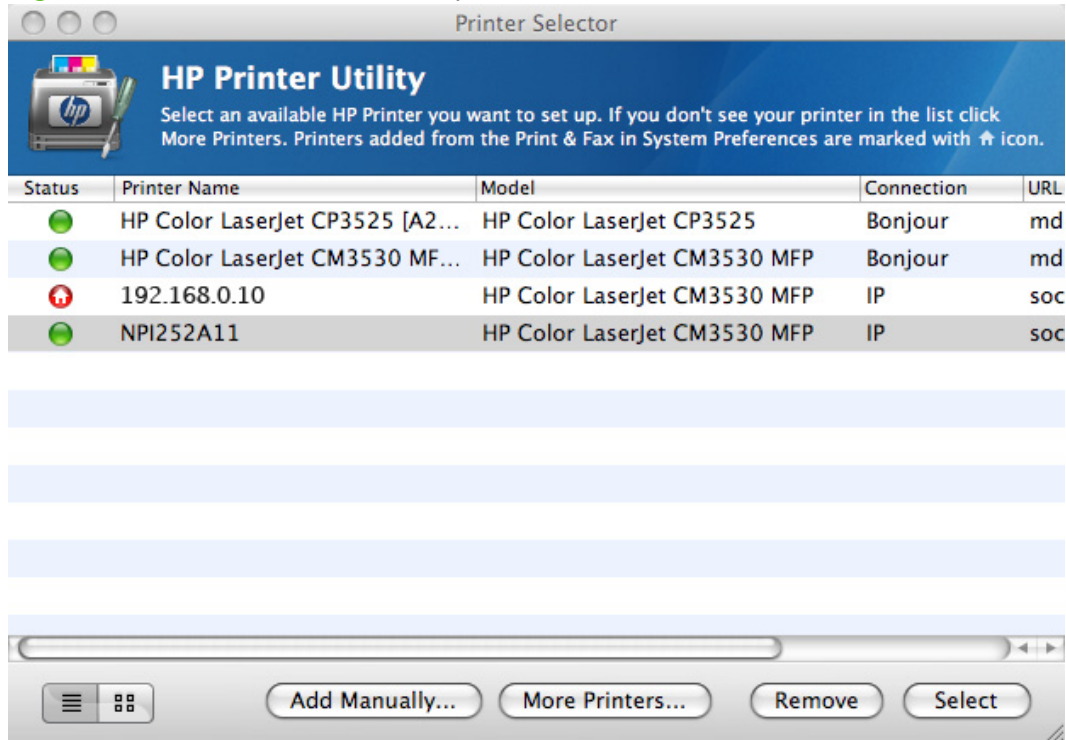 Printer Selector
hp
HP Printer Utility
Select an available HP Printer you want to set up. If you don't see your printer in the list click
More Printers. Printers added from the Print & Fax in System Preferences are marked with icon.
Status Printer Name Model Connection URL
HP Color LaserJet CP3525 [A2... HP Color LaserJet CP3525 Bonjour md
HP Color LaserJet CM3530 MF... HP Color LaserJet CM3530 MFP Bonjour md
192.168.0.10 HP Color LaserJet CM3530 MFP IP soc
NPI252A11 HP Color LaserJet CM3530 MFP IP soc
Add Manually... More Printers... Remove Select